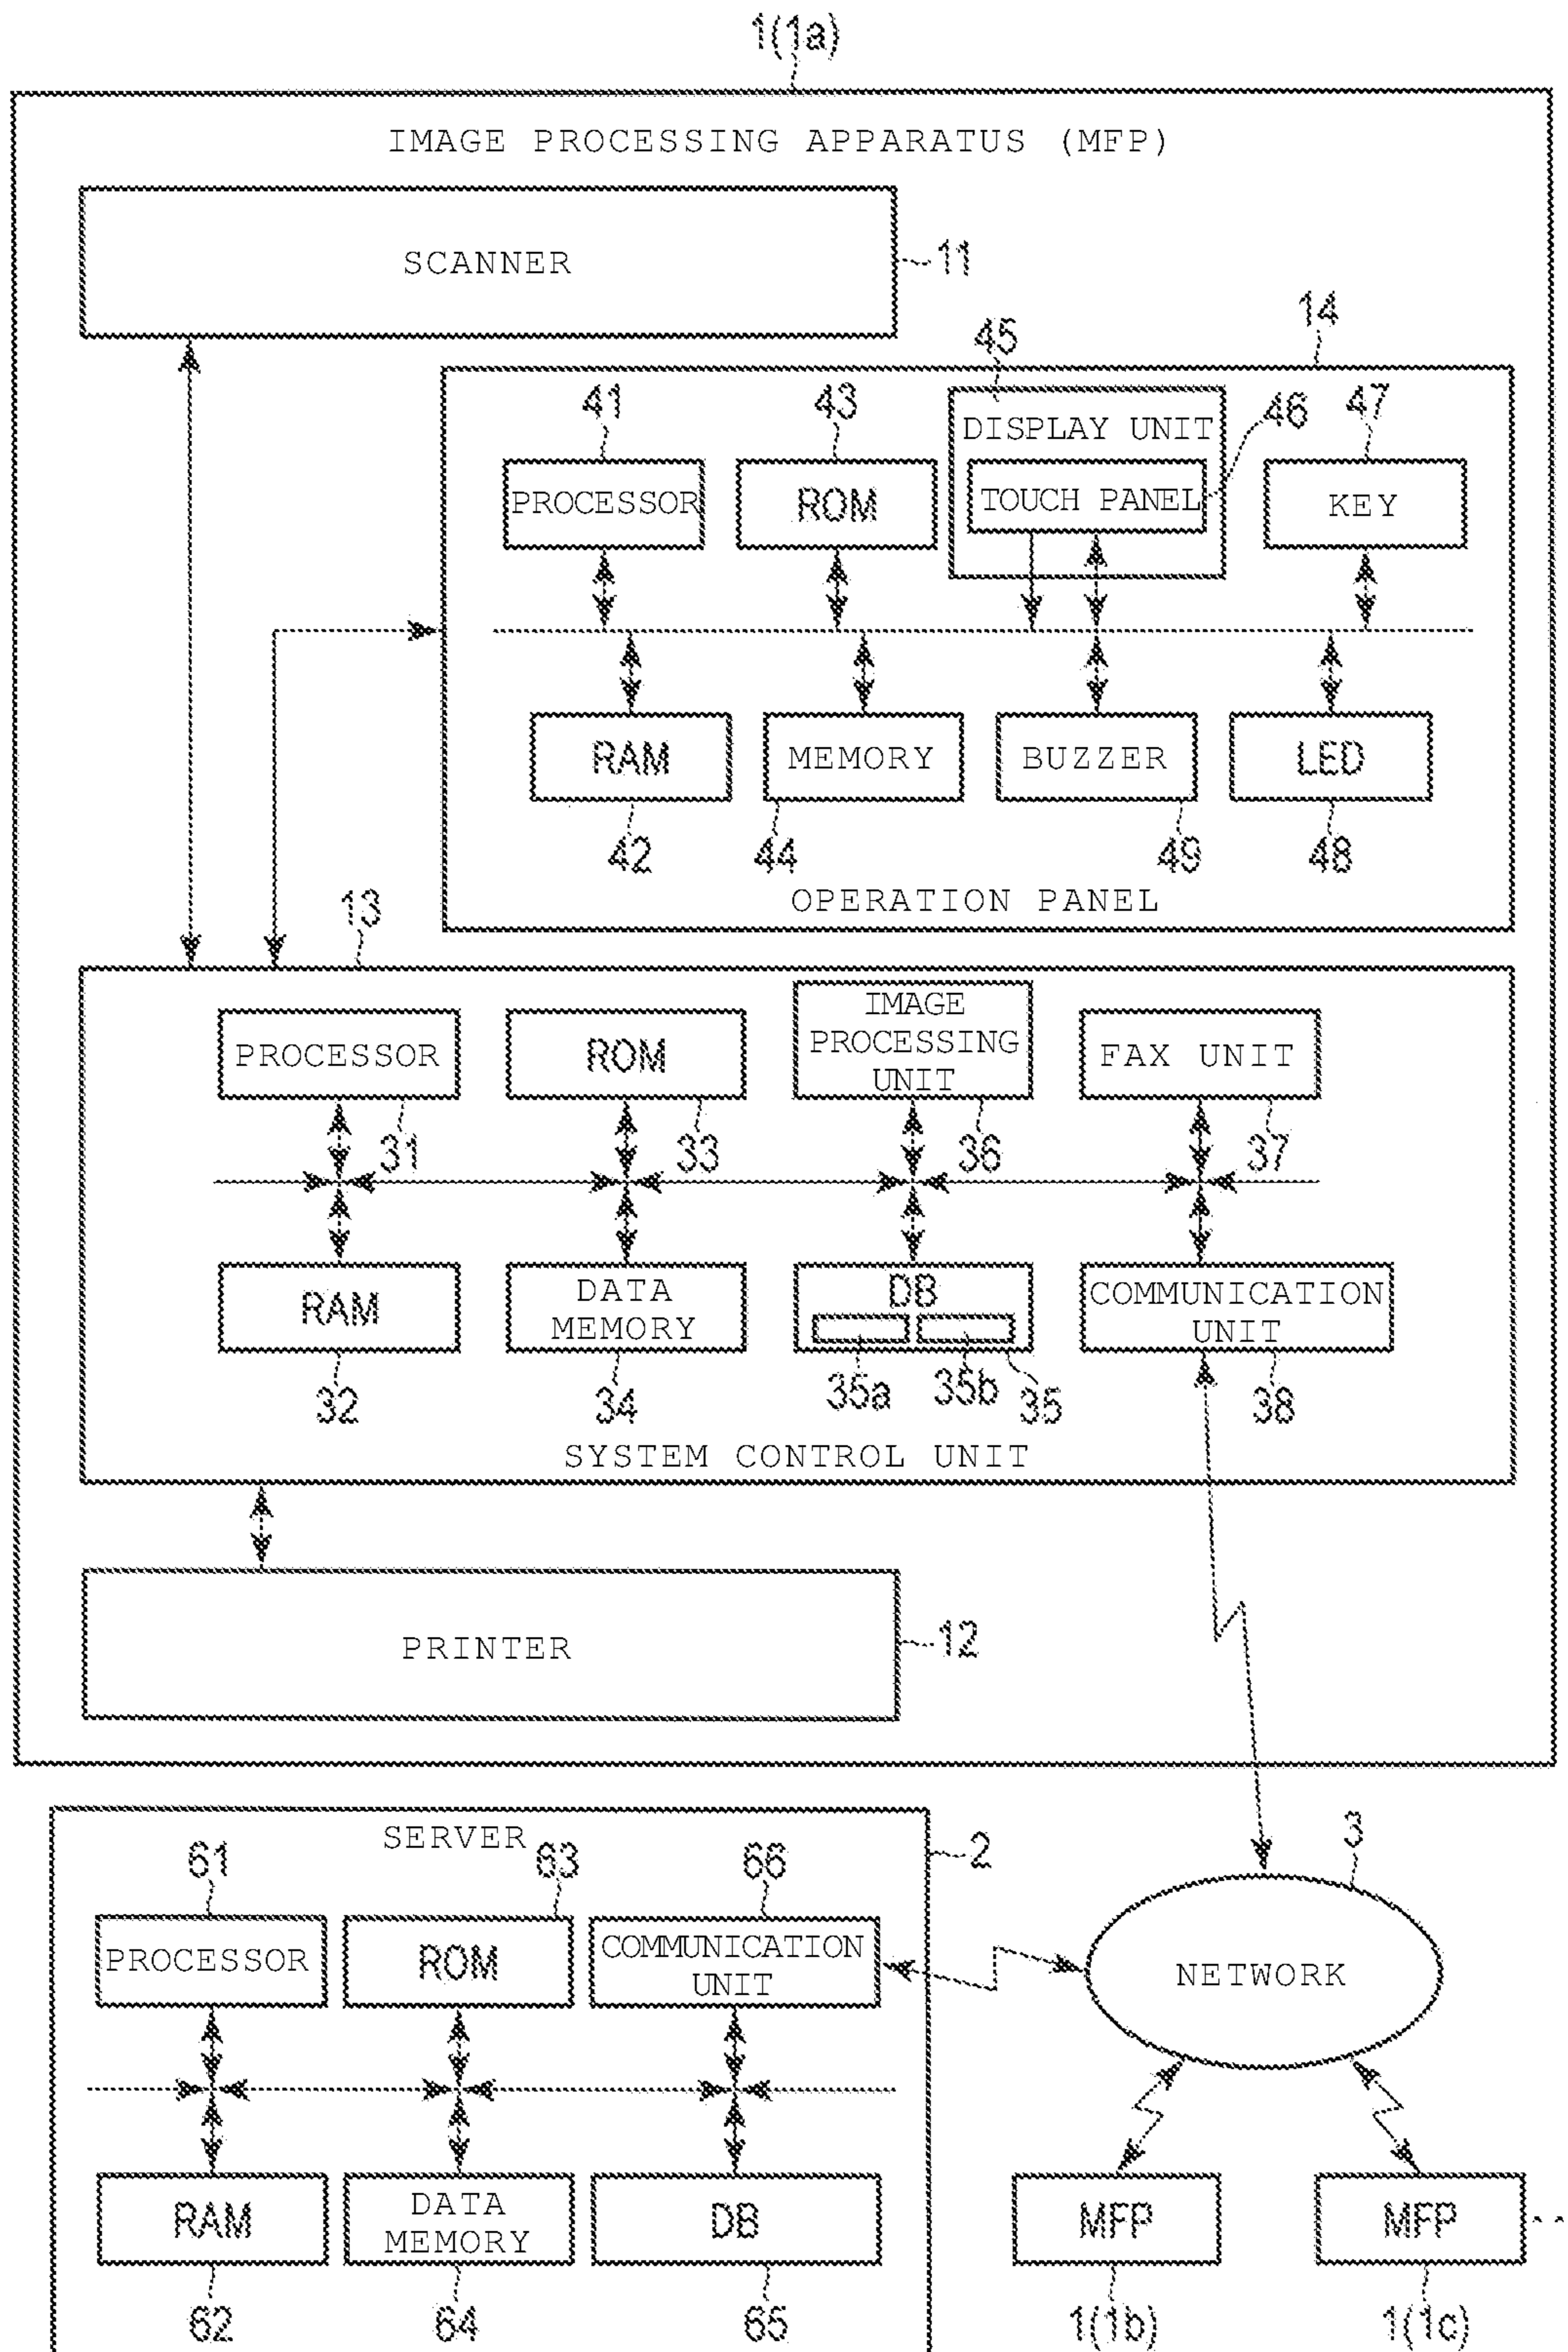 1(1a)
IMAGE PROCESSING APPARATUS (MFP)
SCANNER
11
14
45
41
43
46
47
DISPLAY UNIT
PROCESSOR
ROM
TOUCH PANEL
KEY
RAM
MEMORY
BUZZER
LED
42
44
49
48
OPERATION PANEL
13
PROCESSOR
ROM
IMAGE
PROCESSING
UNIT
FAX UNIT
31
33
36
37
RAM
DATA
MEMORY
DB
COMMUNICATION
UNIT
32
34
35a
35b
35
38
SYSTEM CONTROL UNIT
PRINTER
12
SERVER
2
3
61
63
66
PROCESSOR
ROM
COMMUNICATION
UNIT
NETWORK
RAM
DATA
MEMORY
DB
MFP
MFP
62
64
65
1(1b)
1(1c)